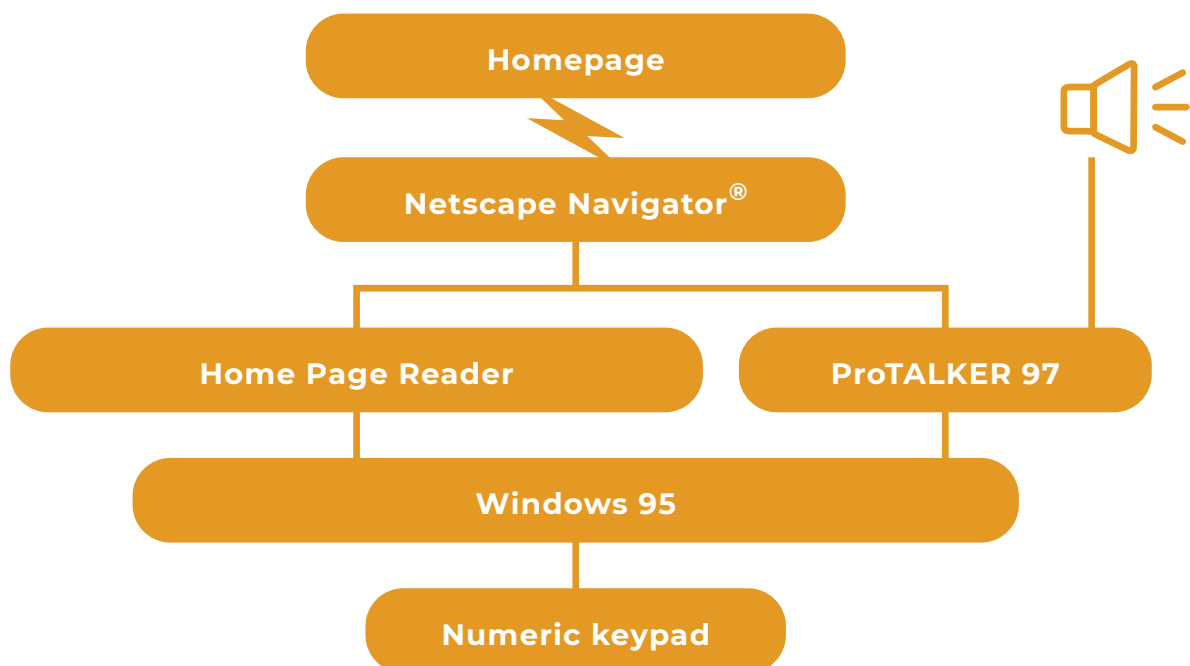 Homepage
Netscape Navigator®
Home Page Reader
ProTALKER 97
Windows 95
Numeric keypad